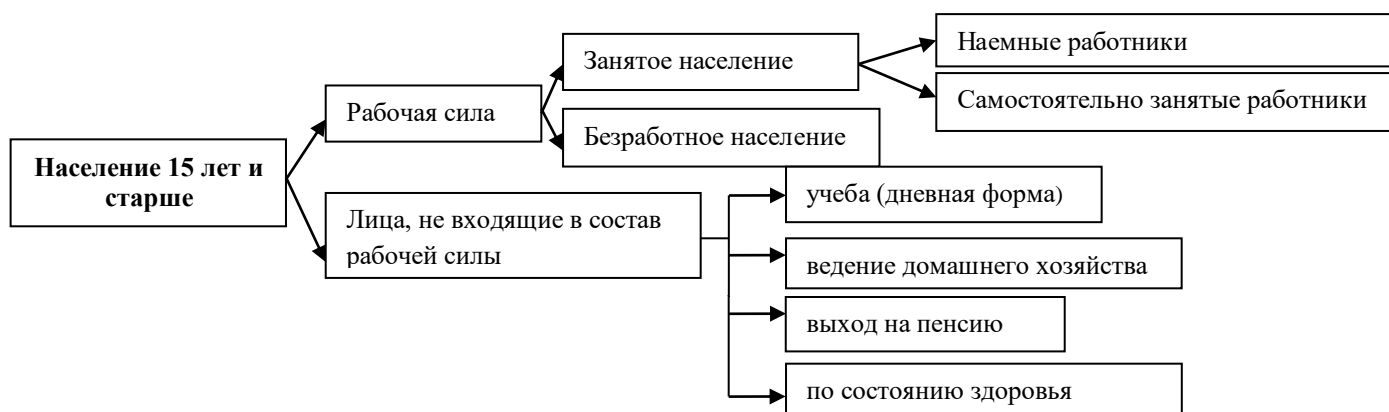 Наемные работники
Занятое население
Самостоятельно занятые работники
Рабочая сила
Безработное население
Население 15 лет и
старше
учеба (дневная форма)
Лица, не входящие в состав
рабочей силы
ведение домашнего хозяйства
выход на пенсию
по состоянию здоровья